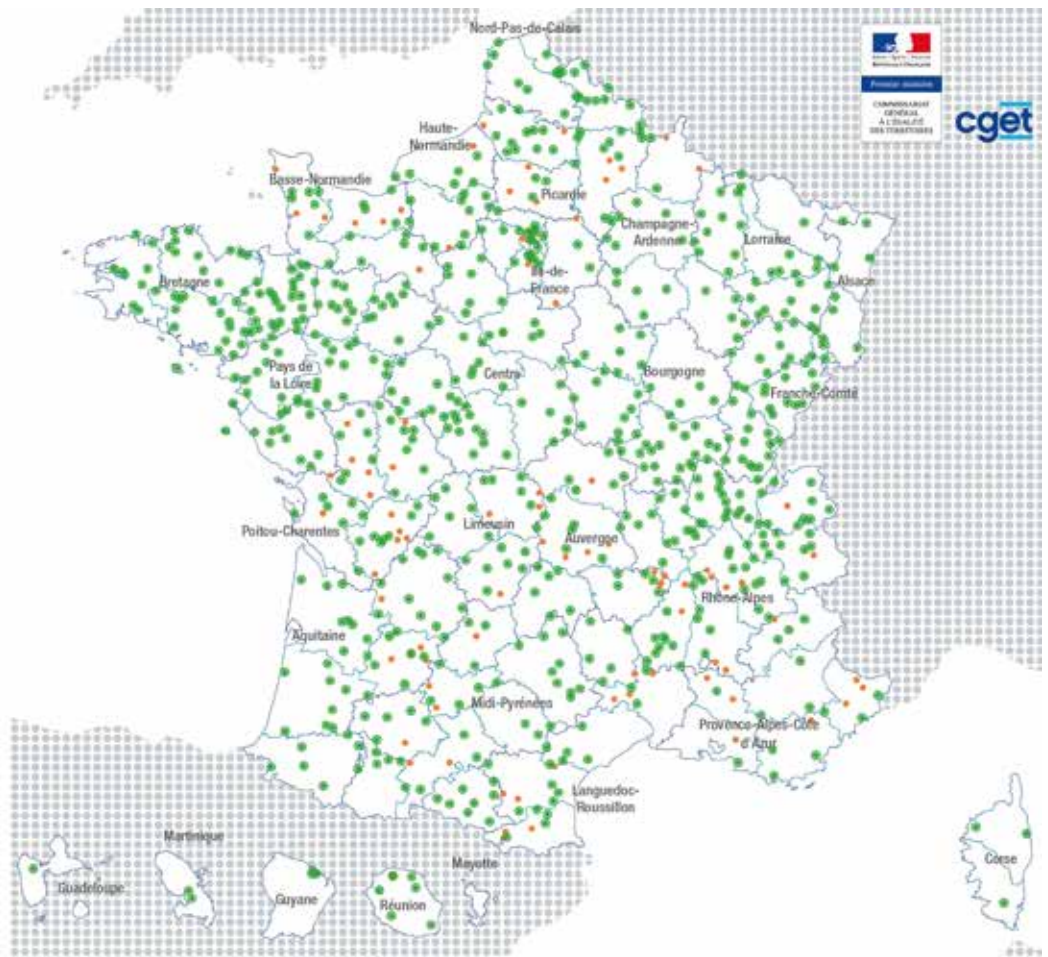 Nord-Pas-de-Calais
Premier ministre
COMMISSARIAT
GÉNÉRAL
À L'ÉGALITÉ
DES TERRITOIRES
cget
Haute-
Normandie
Basse-Normandie
Picardie
Champagne-
Ardenne
Lorraine
Île-de-
France
Alsace
Bretagne
Pays de
la Loire
Centre
Bourgogne
Franche-Comté
Poitou-Charentes
Limousin
Auvergne
Rhône-Alpes
Aquitaine
Midi-Pyrénées
Provence-Alpes-Côte
d'Azur
Languedoc-
Roussillon
Martinique
Mayotte
Guadeloupe
Guyane
Réunion
Corse